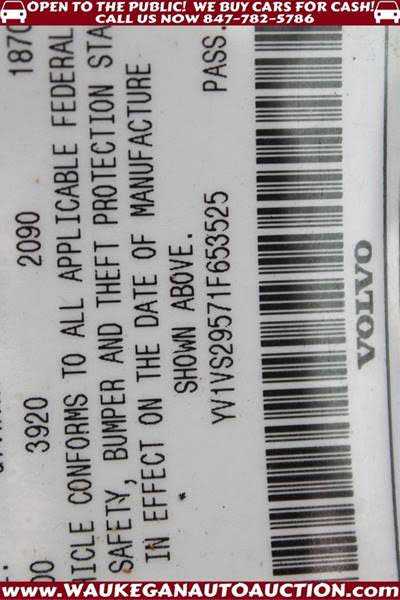 OPEN TO THE PUBLIC! WE BUY CARS FOR CASH!
CALL US NOW 847-782-5786
00 3920 2090 1870
ICLE CONFORMS TO ALL APPLICABLE FEDERAL
SAFETY, BUMPER AND THEFT PROTECTION STA
IN EFFECT ON THE DATE OF MANUFACTURE
SHOWN ABOVE.
YV1VS29571F653525 PASS.
VOLVO
WWW.WAUKEGANAUTOAUCTION.COM